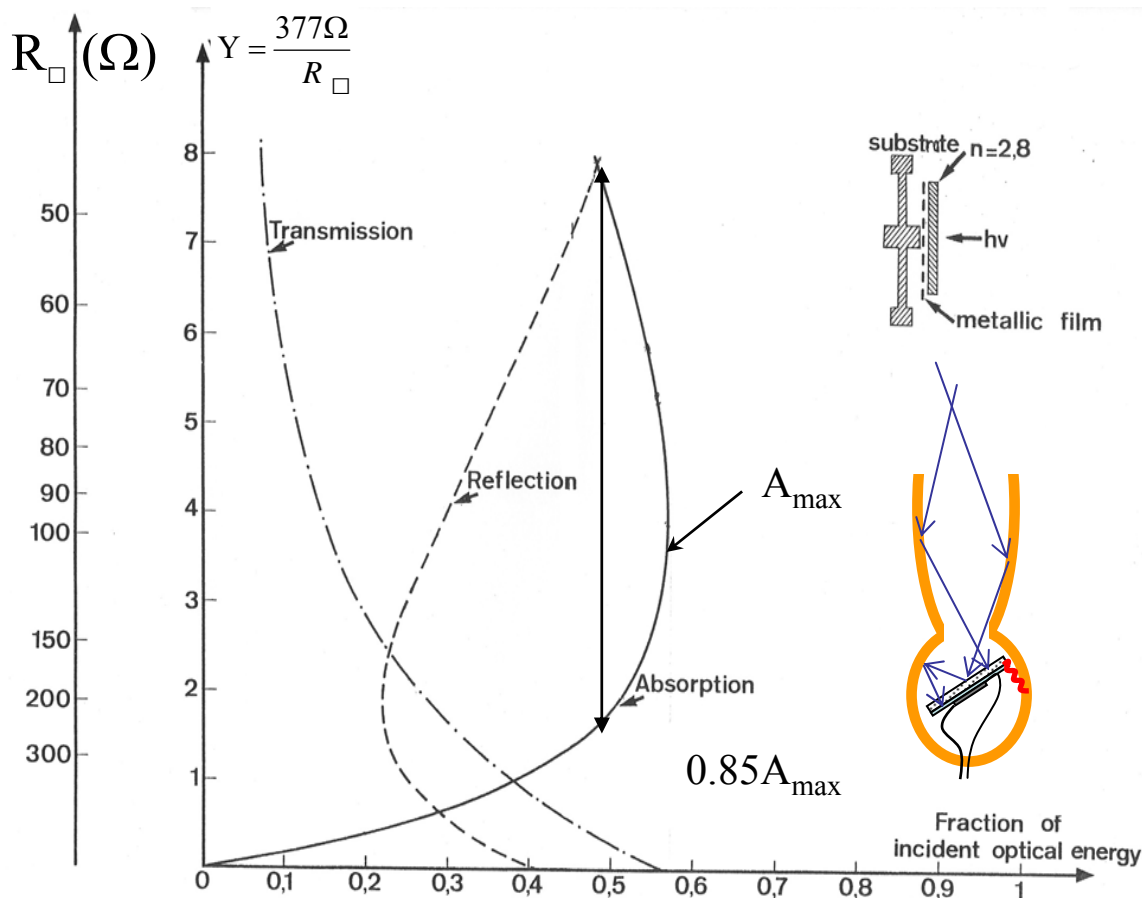 R□ (Ω)
Y = 377Ω / R □
8
7
6
5
4
3
2
1
50
60
70
80
90
100
150
200
300
Transmission
Reflection
Absorption
Amax
0.85Amax
substrate n=2,8
hν
metallic film
Fraction of
incident optical energy
0 0,1 0,2 0,3 0,4 0,5 0,6 0,7 0,8 0,9 1